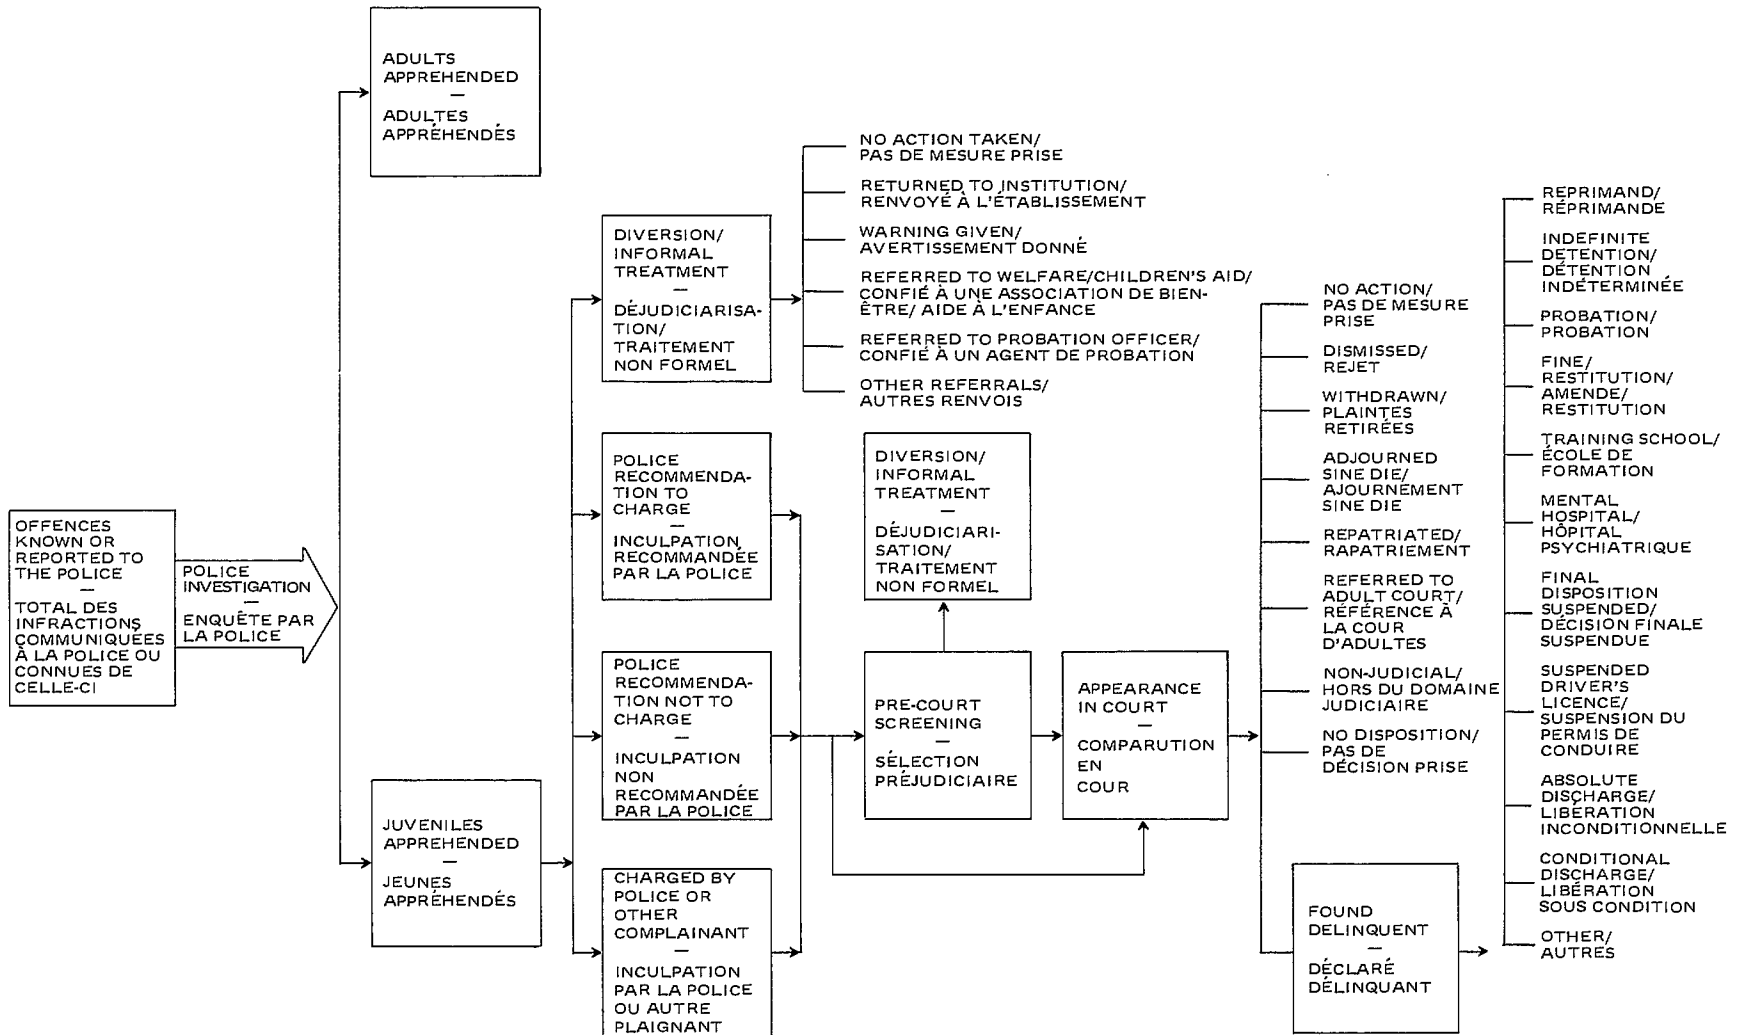 ADULTS
APPREHENDED
—
ADULTES
APPRÉHENDÉS
OFFENCES
KNOWN OR
REPORTED TO
THE POLICE
—
TOTAL DES
INFRACTIONS
COMMUNIQUÉES
À LA POLICE OU
CONNUES DE
CELLE-CI
POLICE
INVESTIGATION
—
ENQUÊTE PAR
LA POLICE
JUVENILES
APPREHENDED
—
JEUNES
APPRÉHENDÉS
DIVERSION/
INFORMAL
TREATMENT
—
DÉJUDICIARISA-
TION/
TRAITEMENT
NON FORMEL
POLICE
RECOMMENDA-
TION TO
CHARGE
—
INCULPATION
RECOMMANDÉE
PAR LA POLICE
POLICE
RECOMMENDA-
TION NOT TO
CHARGE
—
INCULPATION
NON
RECOMMANDÉE
PAR LA POLICE
CHARGED BY
POLICE OR
OTHER
COMPLAINANT
—
INCULPATION
PAR LA POLICE
OU AUTRE
PLAIGNANT
NO ACTION TAKEN/
PAS DE MESURE PRISE
RETURNED TO INSTITUTION/
RENVOYÉ À L'ÉTABLISSEMENT
WARNING GIVEN/
AVERTISSEMENT DONNÉ
REFERRED TO WELFARE/CHILDREN'S AID/
CONFIÉ À UNE ASSOCIATION DE BIEN-
ÊTRE/ AIDE À L'ENFANCE
REFERRED TO PROBATION OFFICER/
CONFIÉ À UN AGENT DE PROBATION
OTHER REFERRALS/
AUTRES RENVOIS
DIVERSION/
INFORMAL
TREATMENT
—
DÉJUDICIARI-
SATION/
TRAITEMENT
NON FORMEL
PRE-COURT
SCREENING
—
SÉLECTION
PRÉJUDICIAIRE
APPEARANCE
IN COURT
—
COMPARUTION
EN
COUR
NO ACTION/
PAS DE MESURE
PRISE
DISMISSED/
REJET
WITHDRAWN/
PLAINTES
RETIRÉES
ADJOURNED
SINE DIE/
AJOURNEMENT
SINE DIE
REPATRIATED/
RAPATRIEMENT
REFERRED TO
ADULT COURT/
RÉFÉRENCE À
LA COUR
D'ADULTES
NON-JUDICIAL/
HORS DU DOMAINE
JUDICIAIRE
NO DISPOSITION/
PAS DE
DÉCISION PRISE
FOUND
DELINQUENT
—
DÉCLARÉ
DÉLINQUANT
REPRIMAND/
RÉPRIMANDE
INDEFINITE
DETENTION/
DÉTENTION
INDÉTERMINÉE
PROBATION/
PROBATION
FINE/
RESTITUTION/
AMENDE/
RESTITUTION
TRAINING SCHOOL/
ÉCOLE DE
FORMATION
MENTAL
HOSPITAL/
HÔPITAL
PSYCHIATRIQUE
FINAL
DISPOSITION
SUSPENDED/
DÉCISION FINALE
SUSPENDUE
SUSPENDED
DRIVER'S
LICENCE/
SUSPENSION DU
PERMIS DE
CONDUIRE
ABSOLUTE
DISCHARGE/
LIBÉRATION
INCONDITIONNELLE
CONDITIONAL
DISCHARGE/
LIBÉRATION
SOUS CONDITION
OTHER/
AUTRES